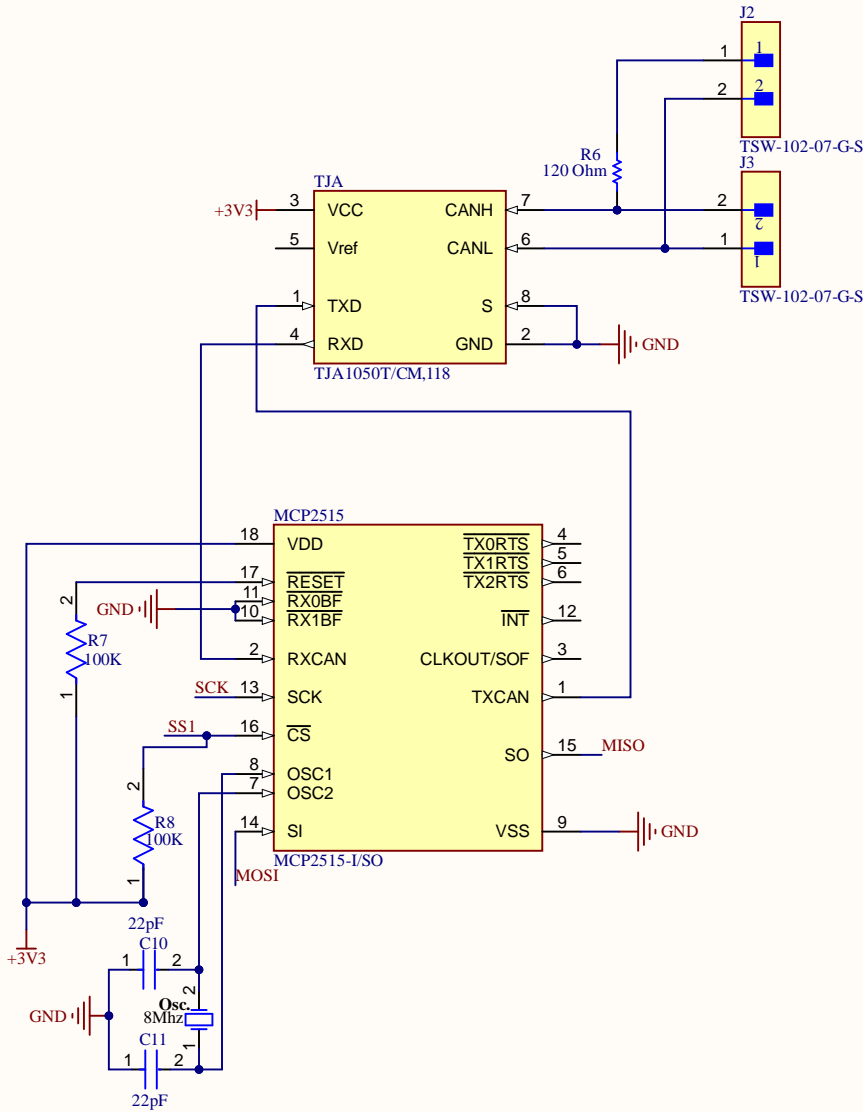 J2
1 1
2 2
TSW-102-07-G-S
R6
120 Ohm
J3
2 2
1 1
TSW-102-07-G-S
TJA
+3V3 3 VCC CANH 7
5 Vref CANL 6
1 TXD S 8
4 RXD GND 2 GND
TJA1050T/CM,118
MCP2515
18 VDD TX0RTS 4
TX1RTS 5
17 RESET TX2RTS 6
GND 11 RX0BF
10 RX1BF INT 12
2 R7 100K 1
2 RXCAN CLKOUT/SOF 3
SCK 13 SCK TXCAN 1
SS1 16 CS
SO 15 MISO
8 OSC1
7 OSC2
2 R8 100K 1
14 SI VSS 9 GND
MOSI
MCP2515-I/SO
+3V3
22pF
C10
1 2
Osc.
8Mhz
2
1
GND
C11
1 2
22pF